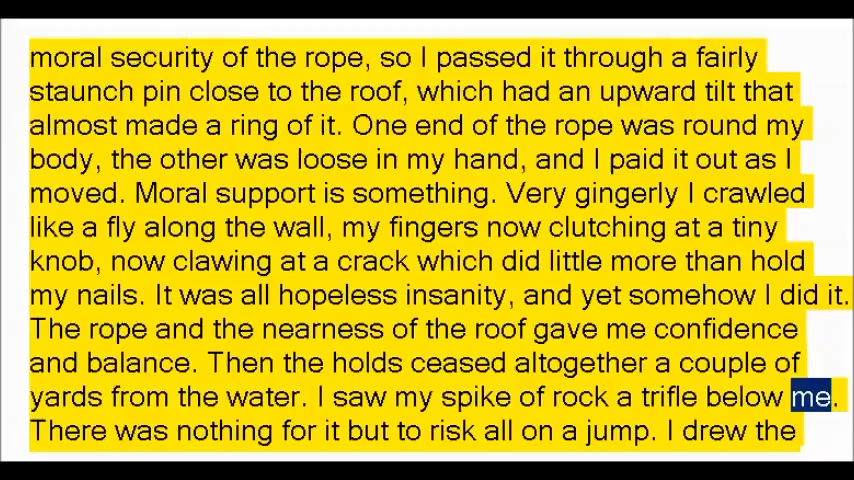 moral security of the rope, so I passed it through a fairly
staunch pin close to the roof, which had an upward tilt that
almost made a ring of it. One end of the rope was round my
body, the other was loose in my hand, and I paid it out as I
moved. Moral support is something. Very gingerly I crawled
like a fly along the wall, my fingers now clutching at a tiny
knob, now clawing at a crack which did little more than hold
my nails. It was all hopeless insanity, and yet somehow I did it.
The rope and the nearness of the roof gave me confidence
and balance. Then the holds ceased altogether a couple of
yards from the water. I saw my spike of rock a trifle below me.
There was nothing for it but to risk all on a jump. I drew the